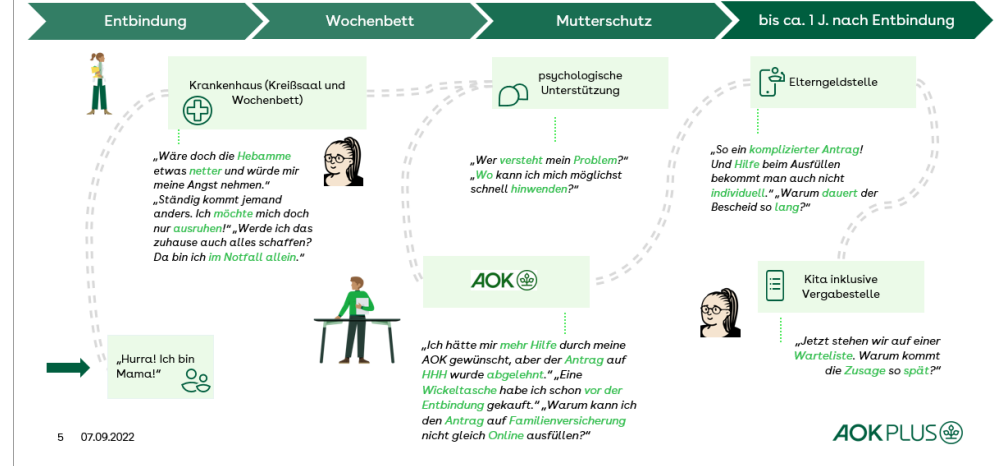 Entbindung
Wochenbett
Mutterschutz
bis ca. 1 J. nach Entbindung
Krankenhaus (Kreißsaal und
Wochenbett)
„Wäre doch die Hebamme
etwas netter und würde mir
meine Angst nehmen.“
„Ständig kommt jemand
anders. Ich möchte mich doch
nur ausruhen!“ „Werde ich das
zuhause auch alles schaffen?
Da bin ich im Notfall allein.“
psychologische
Unterstützung
„Wer versteht mein Problem?“
„Wo kann ich mich möglichst
schnell hinwenden?“
Elterngeldstelle
„So ein komplizierter Antrag!
Und Hilfe beim Ausfüllen
bekommt man auch nicht
individuell.“ „Warum dauert der
Bescheid so lang?“
„Hurra! Ich bin
Mama!“
AOK
„Ich hätte mir mehr Hilfe durch meine
AOK gewünscht, aber der Antrag auf
HHH wurde abgelehnt.“ „Eine
Wickeltasche habe ich schon vor der
Entbindung gekauft.“ „Warum kann ich
den Antrag auf Familienversicherung
nicht gleich Online ausfüllen?“
Kita inklusive
Vergabestelle
„Jetzt stehen wir auf einer
Warteliste. Warum kommt
die Zusage so spät?“
5 07.09.2022
AOK PLUS